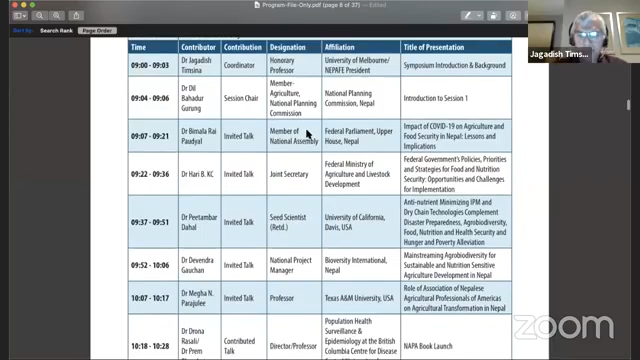 Program-File-Only.pdf (page 8 of 37) — Edited
Sort by: Search Rank Page Order
Jagadish Tims...
Time Contributor Contribution Designation Affiliation Title of Presentation
09:00 - 09:03
Dr Jagadish
Timsina
Coordinator
Honorary
Professor
University of Melbourne/
NEPAFE President
Symposium Introduction & Background
09:04 - 09:06
Dr Dil
Bahadur
Gurung
Session Chair
Member-
Agriculture,
National Planning
Commission
National Planning
Commission, Nepal
Introduction to Session 1
09:07 - 09:21
Dr Bimala Rai
Paudyal
Invited Talk
Member of
National Assembly
Federal Parliament, Upper
House, Nepal
Impact of COVID-19 on Agriculture and
Food Security in Nepal: Lessons and
Implications
09:22 - 09:36
Dr Hari B. KC
Invited Talk
Joint Secretary
Federal Ministry of
Agriculture and Livestock
Development
Federal Government's Policies, Priorities
and Strategies for Food and Nutrition
Security: Opportunities and Challenges
for Implementation
09:37 - 09:51
Dr Peetambar
Dahal
Invited Talk
Seed Scientist
(Retd.)
University of California,
Davis, USA
Anti-nutrient Minimizing IPM and
Dry Chain Technologies Complement
Disaster Preparedness, Agrobiodiversity,
Food, Nutrition and Health Security and
Hunger and Poverty Alleviation
09:52 - 10:06
Dr Devendra
Gauchan
Invited Talk
National Project
Manager
Bioversity International,
Nepal
Mainstreaming Agrobiodiversity for
Sustainable and Nutrition Sensitive
Agriculture Development in Nepal
10:07 - 10:17
Dr Megha N.
Parajulee
Invited Talk
Professor
Texas A&M University, USA
Role of Association of Nepalese
Agricultural Professionals of Americas
on Agricultural Transformation in Nepal
10:18 - 10:28
Dr Drona
Rasali/
Dr Prem
Contributed
Talk
Director/Professor
Population Health
Surveillance &
Epidemiology at the British
Columbia Centre for Disease
NAPA Book Launch
zoom